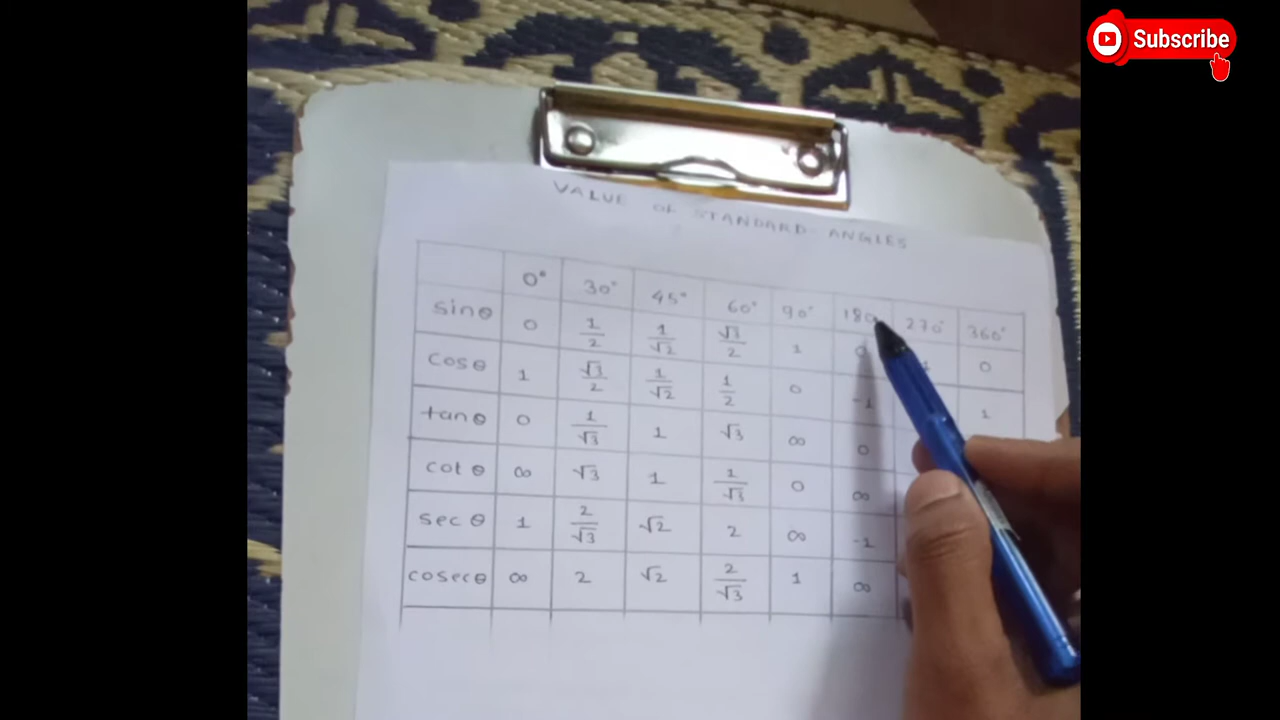 Subscribe
VALUE OF STANDARD ANGLES
0° 30° 45° 60° 90° 180 270° 360°
sinθ 0 1/2 1/√2 √3/2 1 0 1 0
cosθ 1 √3/2 1/√2 1/2 0 -1 1
tanθ 0 1/√3 1 √3 ∞ 0
cotθ ∞ √3 1 1/√3 0 ∞
secθ 1 2/√3 √2 2 ∞ -1
cosecθ ∞ 2 √2 2/√3 1 ∞